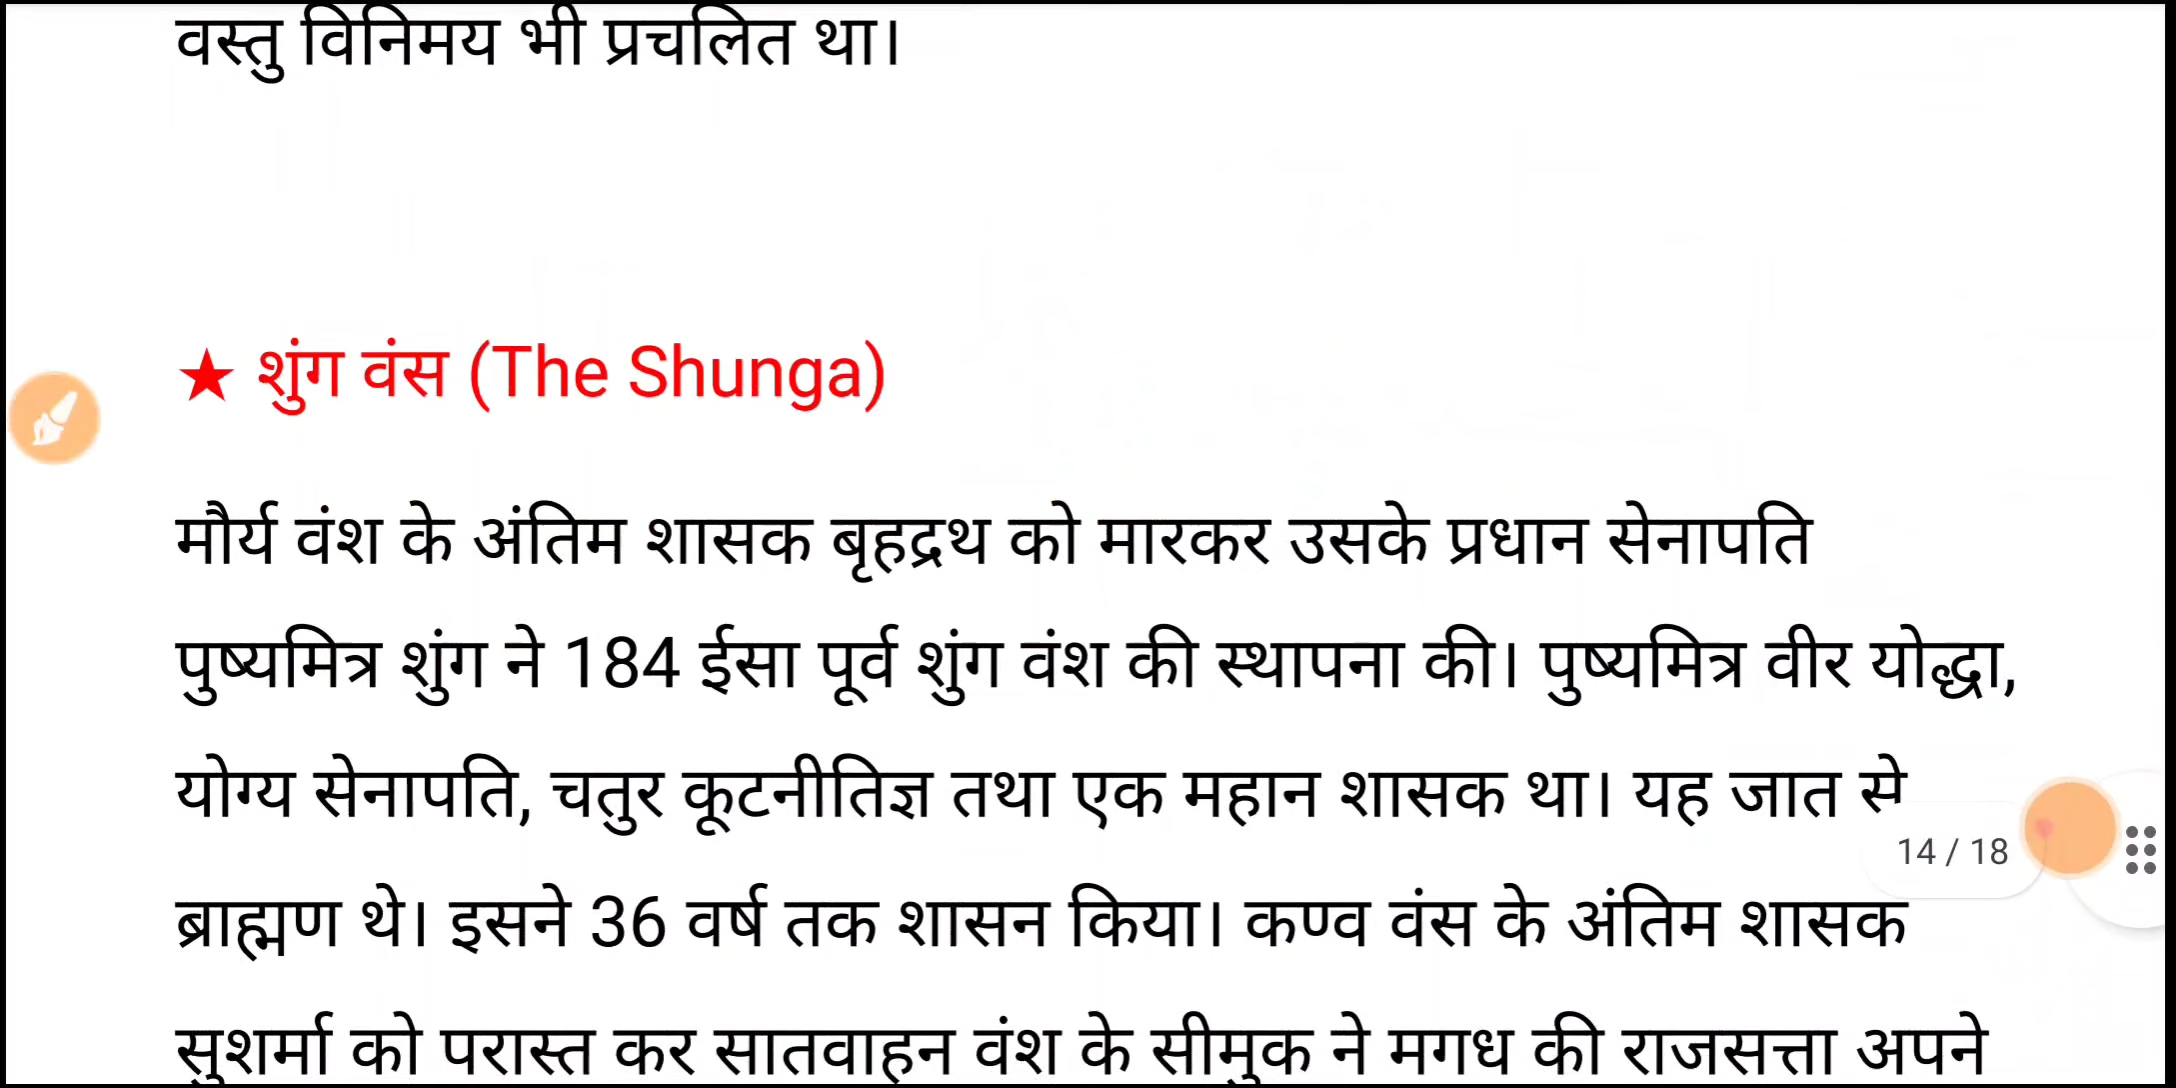 वस्तु विनिमय भी प्रचलित था।
★ शुंग वंस (The Shunga)
मौर्य वंश के अंतिम शासक बृहद्रथ को मारकर उसके प्रधान सेनापति
पुष्यमित्र शुंग ने 184 ईसा पूर्व शुंग वंश की स्थापना की। पुष्यमित्र वीर योद्धा,
योग्य सेनापति, चतुर कूटनीतिज्ञ तथा एक महान शासक था। यह जात से
14 / 18
ब्राह्मण थे। इसने 36 वर्ष तक शासन किया। कण्व वंस के अंतिम शासक
सुशर्मा को परास्त कर सातवाहन वंश के सीमुक ने मगध की राजसत्ता अपने